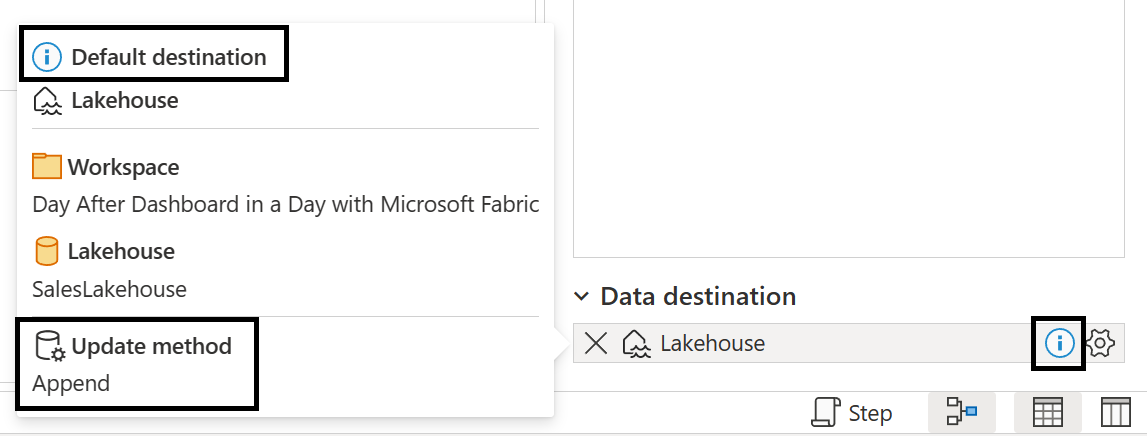 Default destination
Lakehouse
Workspace
Day After Dashboard in a Day with Microsoft Fabric
Lakehouse
SalesLakehouse
Update method
Append
Data destination
Lakehouse
Step